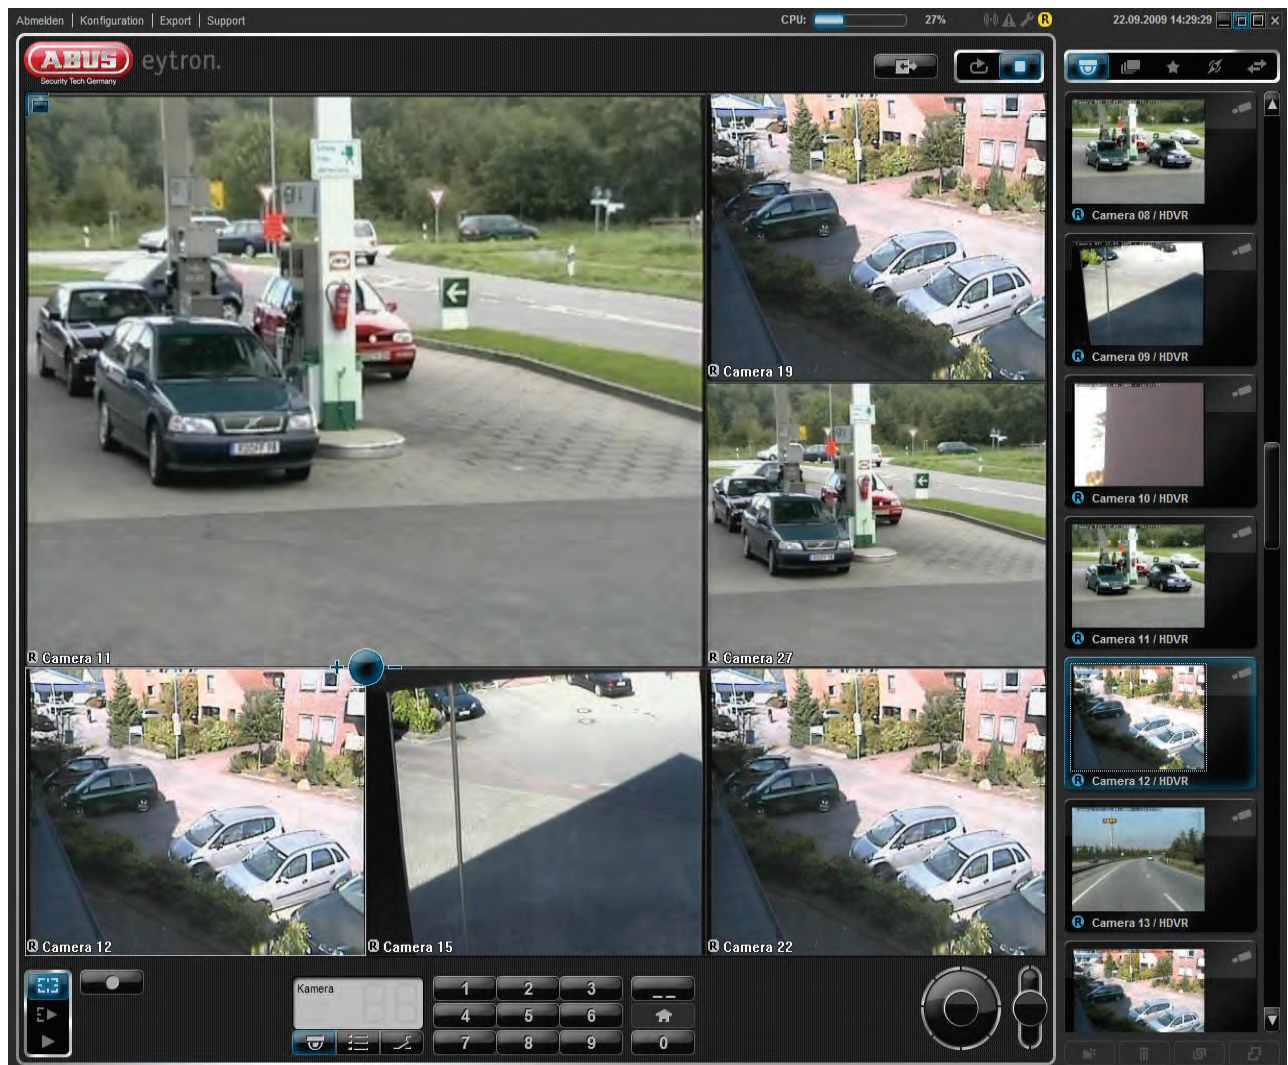 Abmelden | Konfiguration | Export | Support
CPU: 27% R 22.09.2009 14:29:29
ABUS eytron.
Security Tech Germany
R Camera 08 / HDVR
R Camera 19
R Camera 09 / HDVR
R Camera 10 / HDVR
R Camera 11 / HDVR
R Camera 11
R Camera 27
R Camera 12 / HDVR
R Camera 13 / HDVR
R Camera 12
R Camera 15
R Camera 22
Kamera
1 2 3 _ _
4 5 6
7 8 9 0